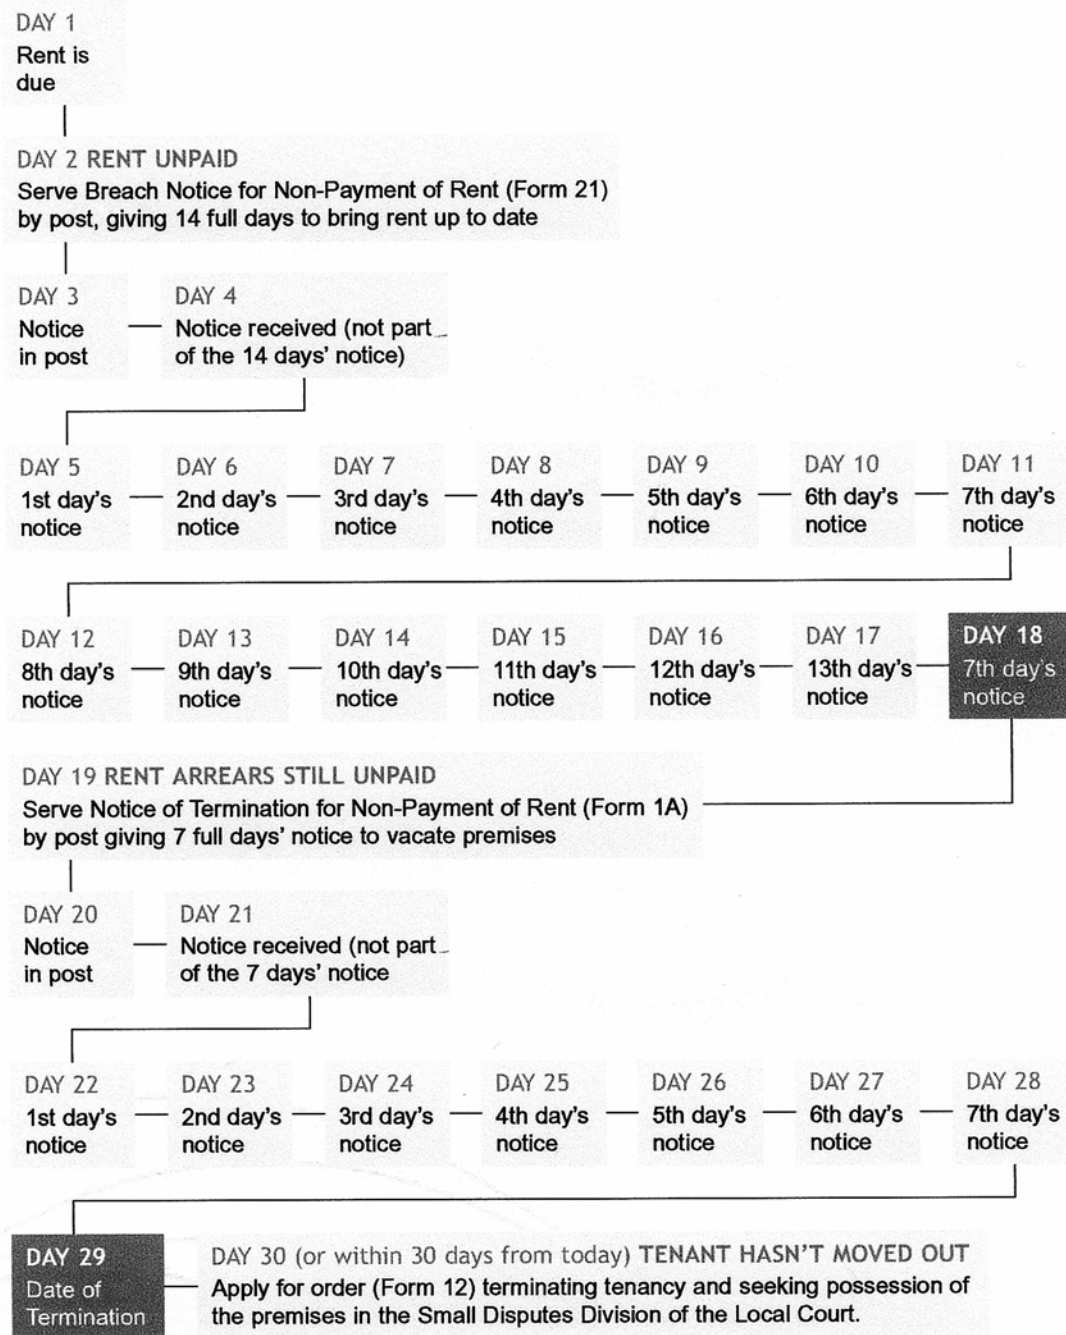 DAY 1
Rent is
due
DAY 2 RENT UNPAID
Serve Breach Notice for Non-Payment of Rent (Form 21)
by post, giving 14 full days to bring rent up to date
DAY 3
Notice
in post
DAY 4
Notice received (not part
of the 14 days' notice)
DAY 5
1st day's
notice
DAY 6
2nd day's
notice
DAY 7
3rd day's
notice
DAY 8
4th day's
notice
DAY 9
5th day's
notice
DAY 10
6th day's
notice
DAY 11
7th day's
notice
DAY 12
8th day's
notice
DAY 13
9th day's
notice
DAY 14
10th day's
notice
DAY 15
11th day's
notice
DAY 16
12th day's
notice
DAY 17
13th day's
notice
DAY 18
7th day's
notice
DAY 19 RENT ARREARS STILL UNPAID
Serve Notice of Termination for Non-Payment of Rent (Form 1A)
by post giving 7 full days' notice to vacate premises
DAY 20
Notice
in post
DAY 21
Notice received (not part
of the 7 days' notice
DAY 22
1st day's
notice
DAY 23
2nd day's
notice
DAY 24
3rd day's
notice
DAY 25
4th day's
notice
DAY 26
5th day's
notice
DAY 27
6th day's
notice
DAY 28
7th day's
notice
DAY 29
Date of
Termination
DAY 30 (or within 30 days from today) TENANT HASN'T MOVED OUT
Apply for order (Form 12) terminating tenancy and seeking possession of
the premises in the Small Disputes Division of the Local Court.